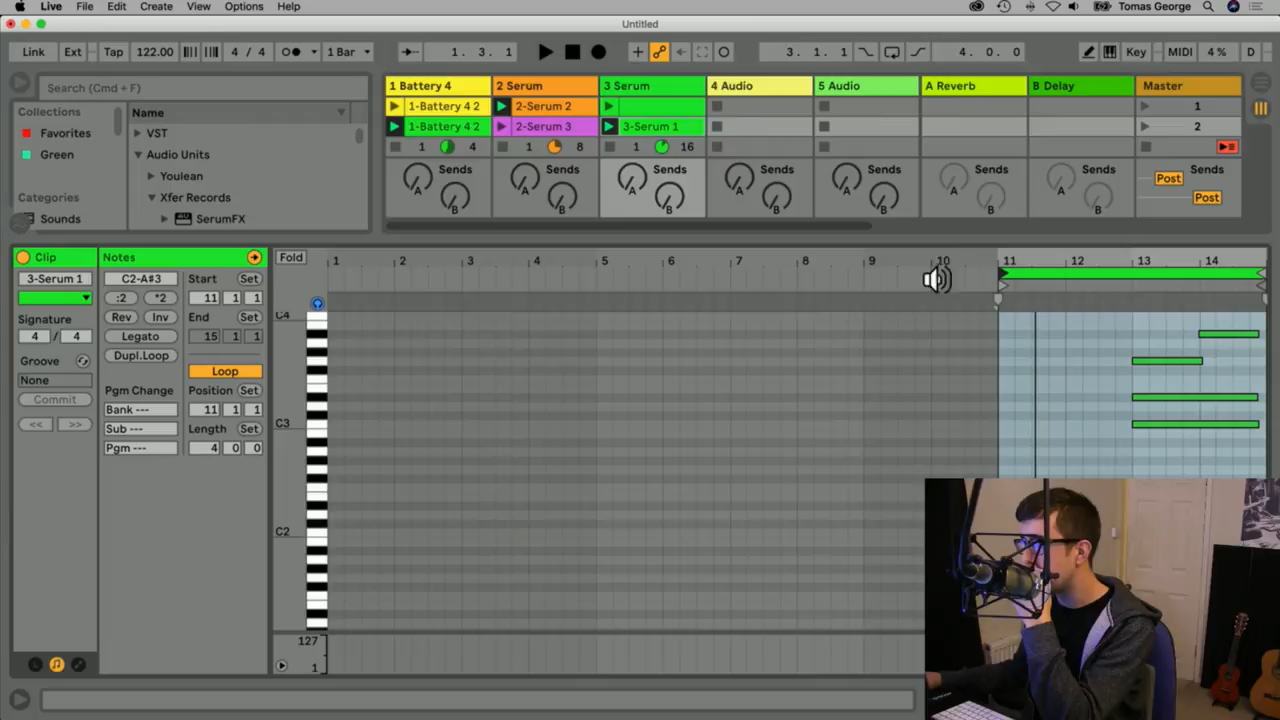 Live File Edit Create View Options Help Tomas George
Untitled
Link Ext Tap 122.00 4 / 4 1 Bar 1. 3. 1 3. 1. 1 4. 0. 0 Key MIDI 4 % D
Search (Cmd + F)
Collections
Favorites
Green
Categories
Sounds
Name
VST
Audio Units
Youlean
Xfer Records
SerumFX
1 Battery 4 2 Serum 3 Serum 4 Audio 5 Audio A Reverb B Delay Master
1-Battery 4 2 2-Serum 2 1
1-Battery 4 2 2-Serum 3 3-Serum 1 2
1 4 1 8 1 16
Sends Sends Sends Sends Sends Sends Sends Sends
A A A A A A A Post
B B B B B B B Post
Clip
3-Serum 1
Signature
4 / 4
Groove
None
Commit
<< >>
Notes
C2-A#3
:2 *2
Rev Inv
Legato
Dupl.Loop
Pgm Change
Bank ---
Sub ---
Pgm ---
Start Set
11 1 1
End Set
15 1 1
Loop
Position Set
11 1 1
Length Set
4 0 0
Fold 1 2 3 4 5 6 7 8 9 10 11 12 13 14
C4
C3
C2
127
1